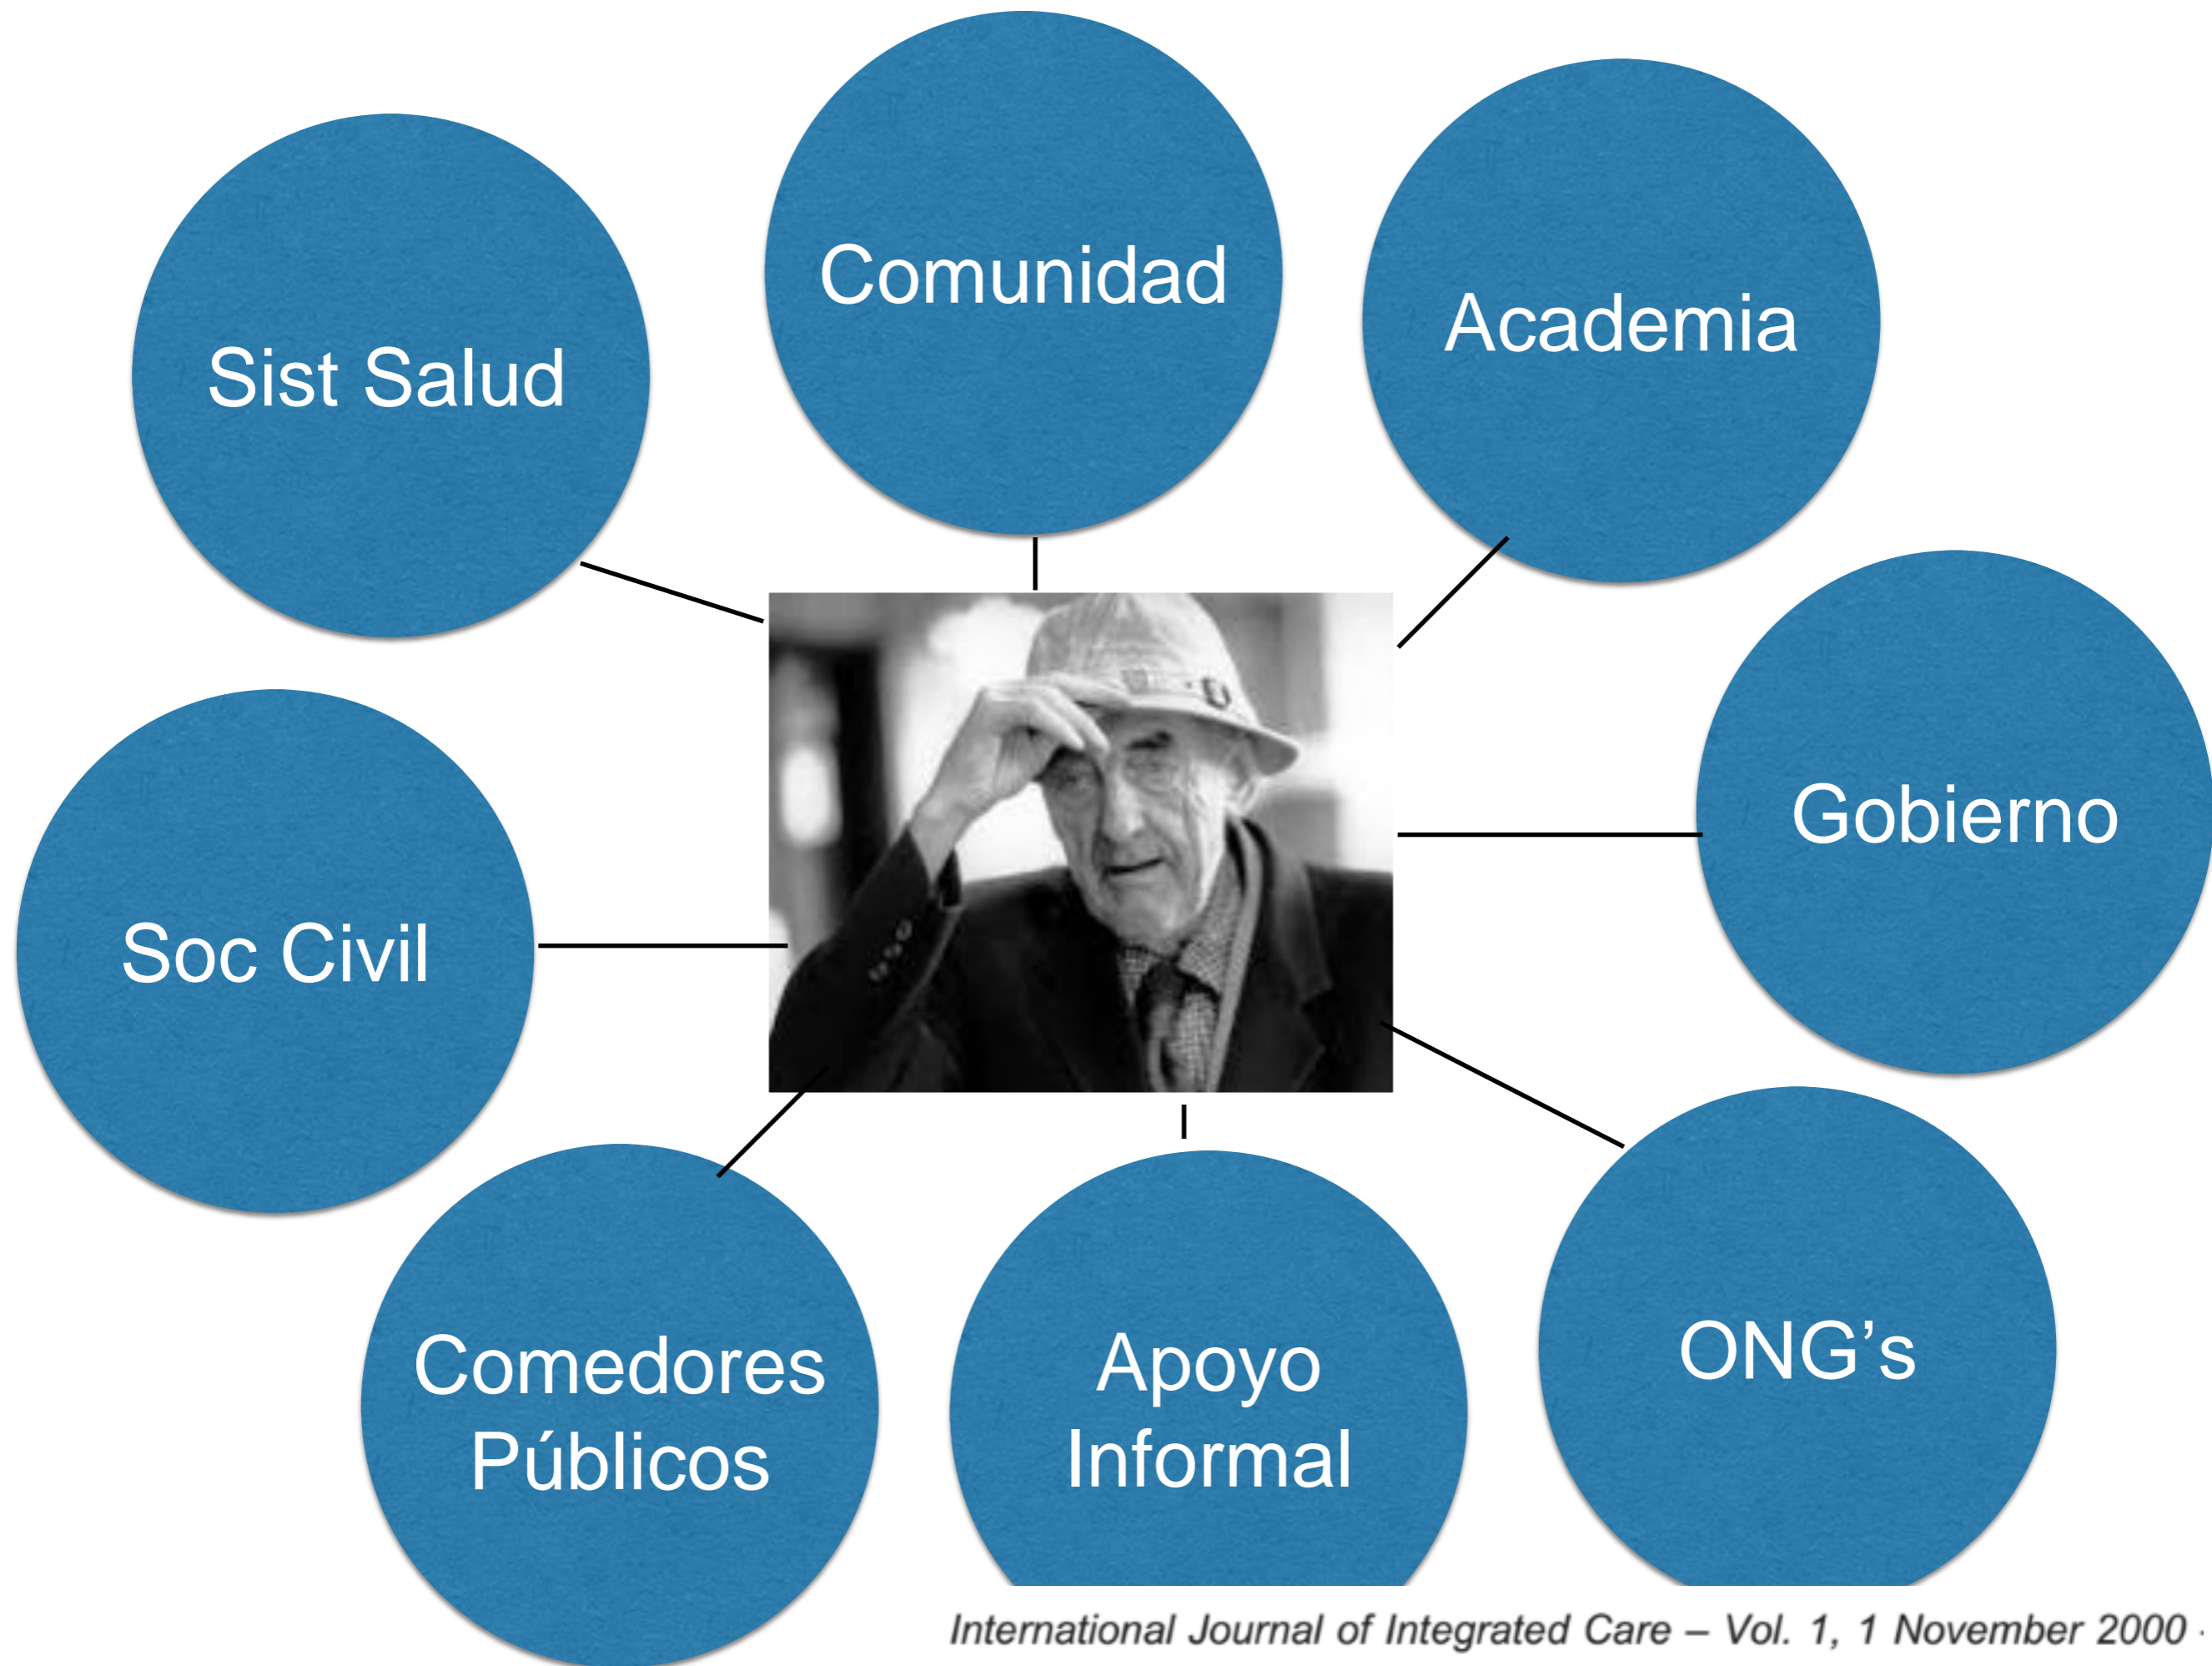 Comunidad
Academia
Sist Salud
Gobierno
Soc Civil
Comedores
Públicos
Apoyo
Informal
ONG’s
International Journal of Integrated Care – Vol. 1, 1 November 2000 -